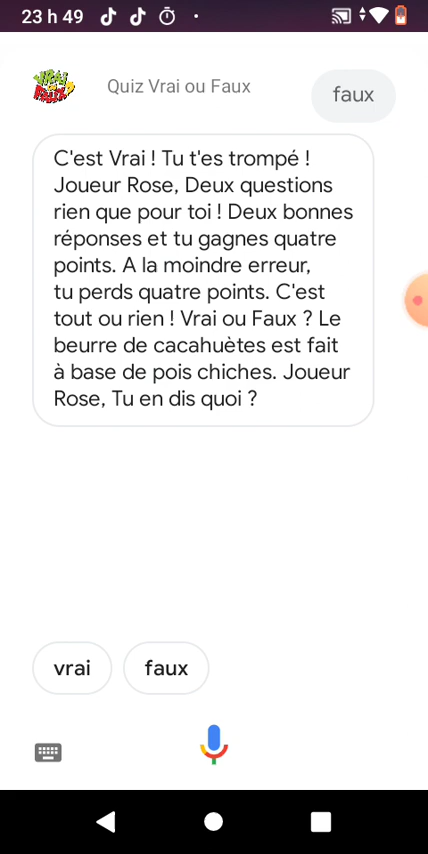 23 h 49
VRAI
FAUX?
Quiz Vrai ou Faux
faux
C'est Vrai ! Tu t'es trompé !
Joueur Rose, Deux questions
rien que pour toi ! Deux bonnes
réponses et tu gagnes quatre
points. A la moindre erreur,
tu perds quatre points. C'est
tout ou rien ! Vrai ou Faux ? Le
beurre de cacahuètes est fait
à base de pois chiches. Joueur
Rose, Tu en dis quoi ?
vrai
faux